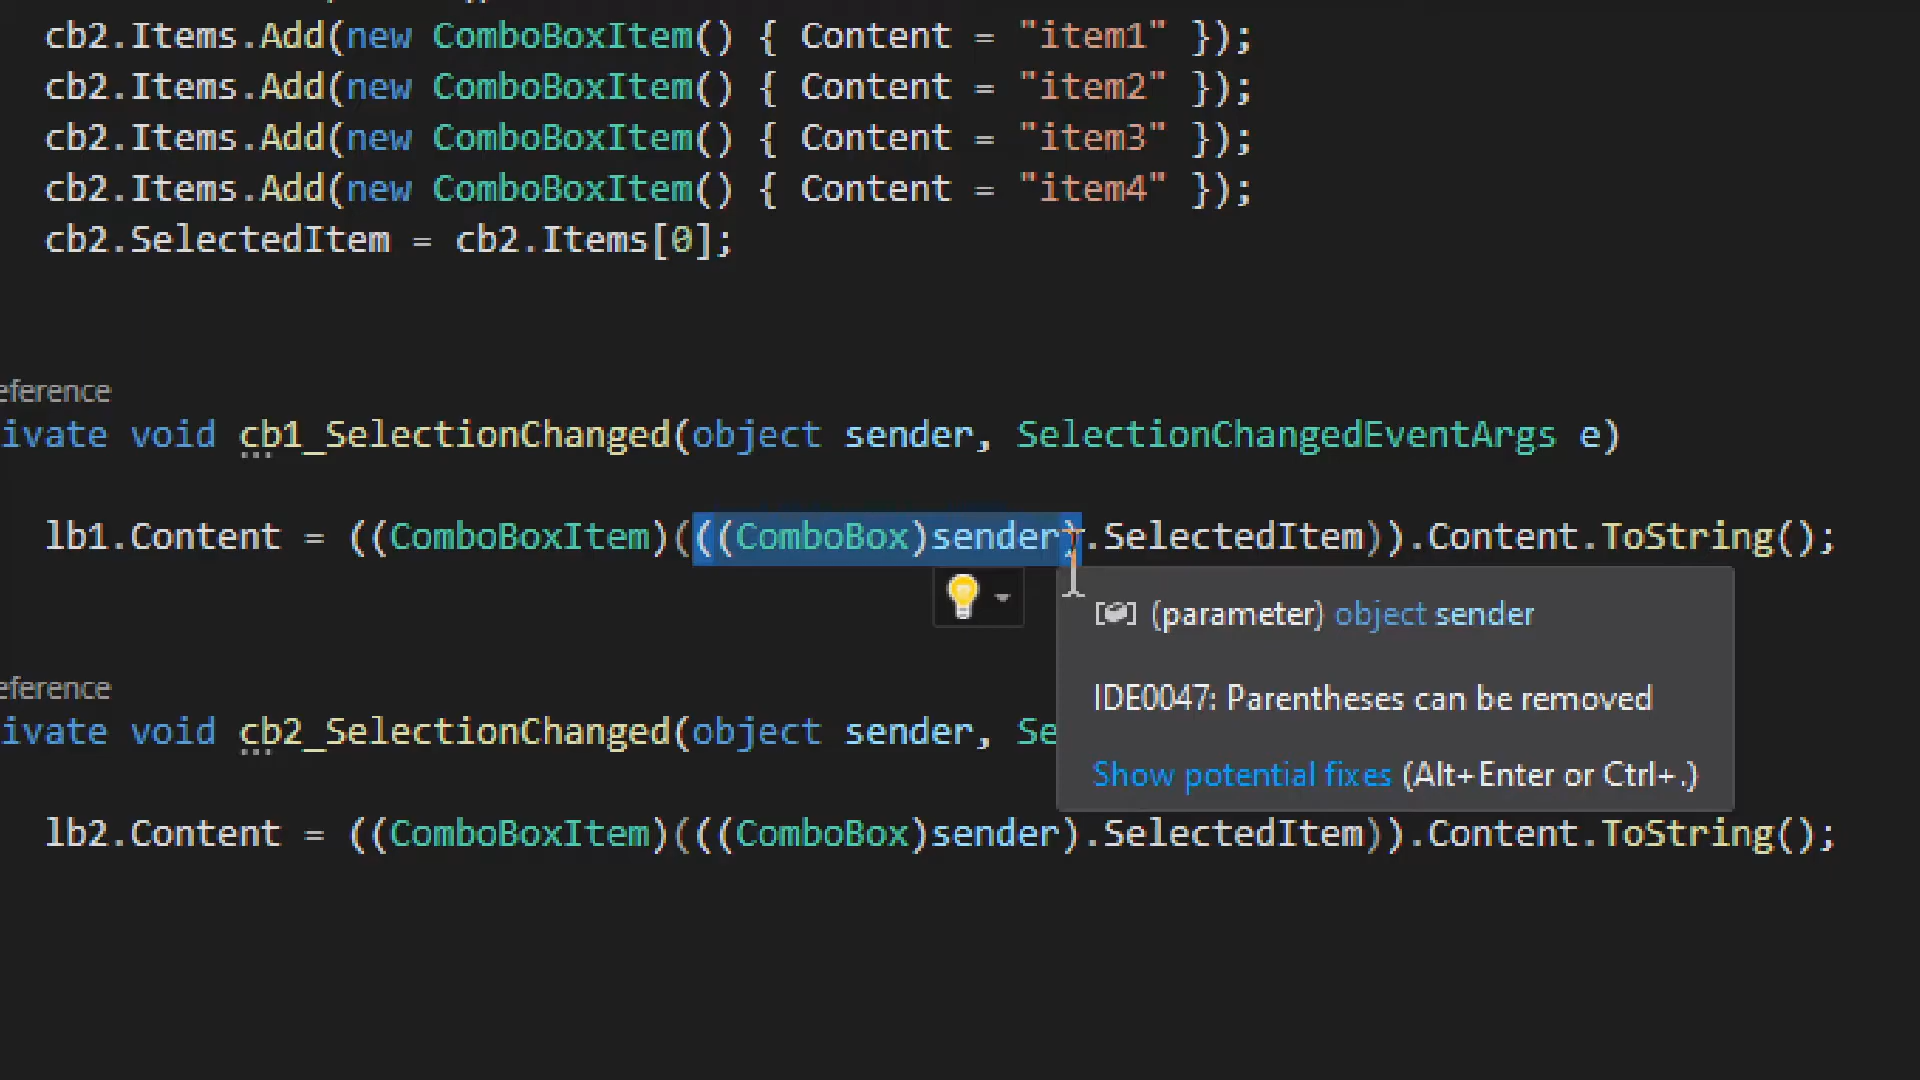 cb2.Items.Add(new ComboBoxItem() { Content = "item1" });
cb2.Items.Add(new ComboBoxItem() { Content = "item2" });
cb2.Items.Add(new ComboBoxItem() { Content = "item3" });
cb2.Items.Add(new ComboBoxItem() { Content = "item4" });
cb2.SelectedItem = cb2.Items[0];
eference
ivate void cb1_SelectionChanged(object sender, SelectionChangedEventArgs e)
lb1.Content = ((ComboBoxItem)(((ComboBox)sender).SelectedItem)).Content.ToString();
(parameter) object sender
IDE0047: Parentheses can be removed
Show potential fixes (Alt+Enter or Ctrl+.)
eference
ivate void cb2_SelectionChanged(object sender, Se
lb2.Content = ((ComboBoxItem)(((ComboBox)sender).SelectedItem)).Content.ToString();